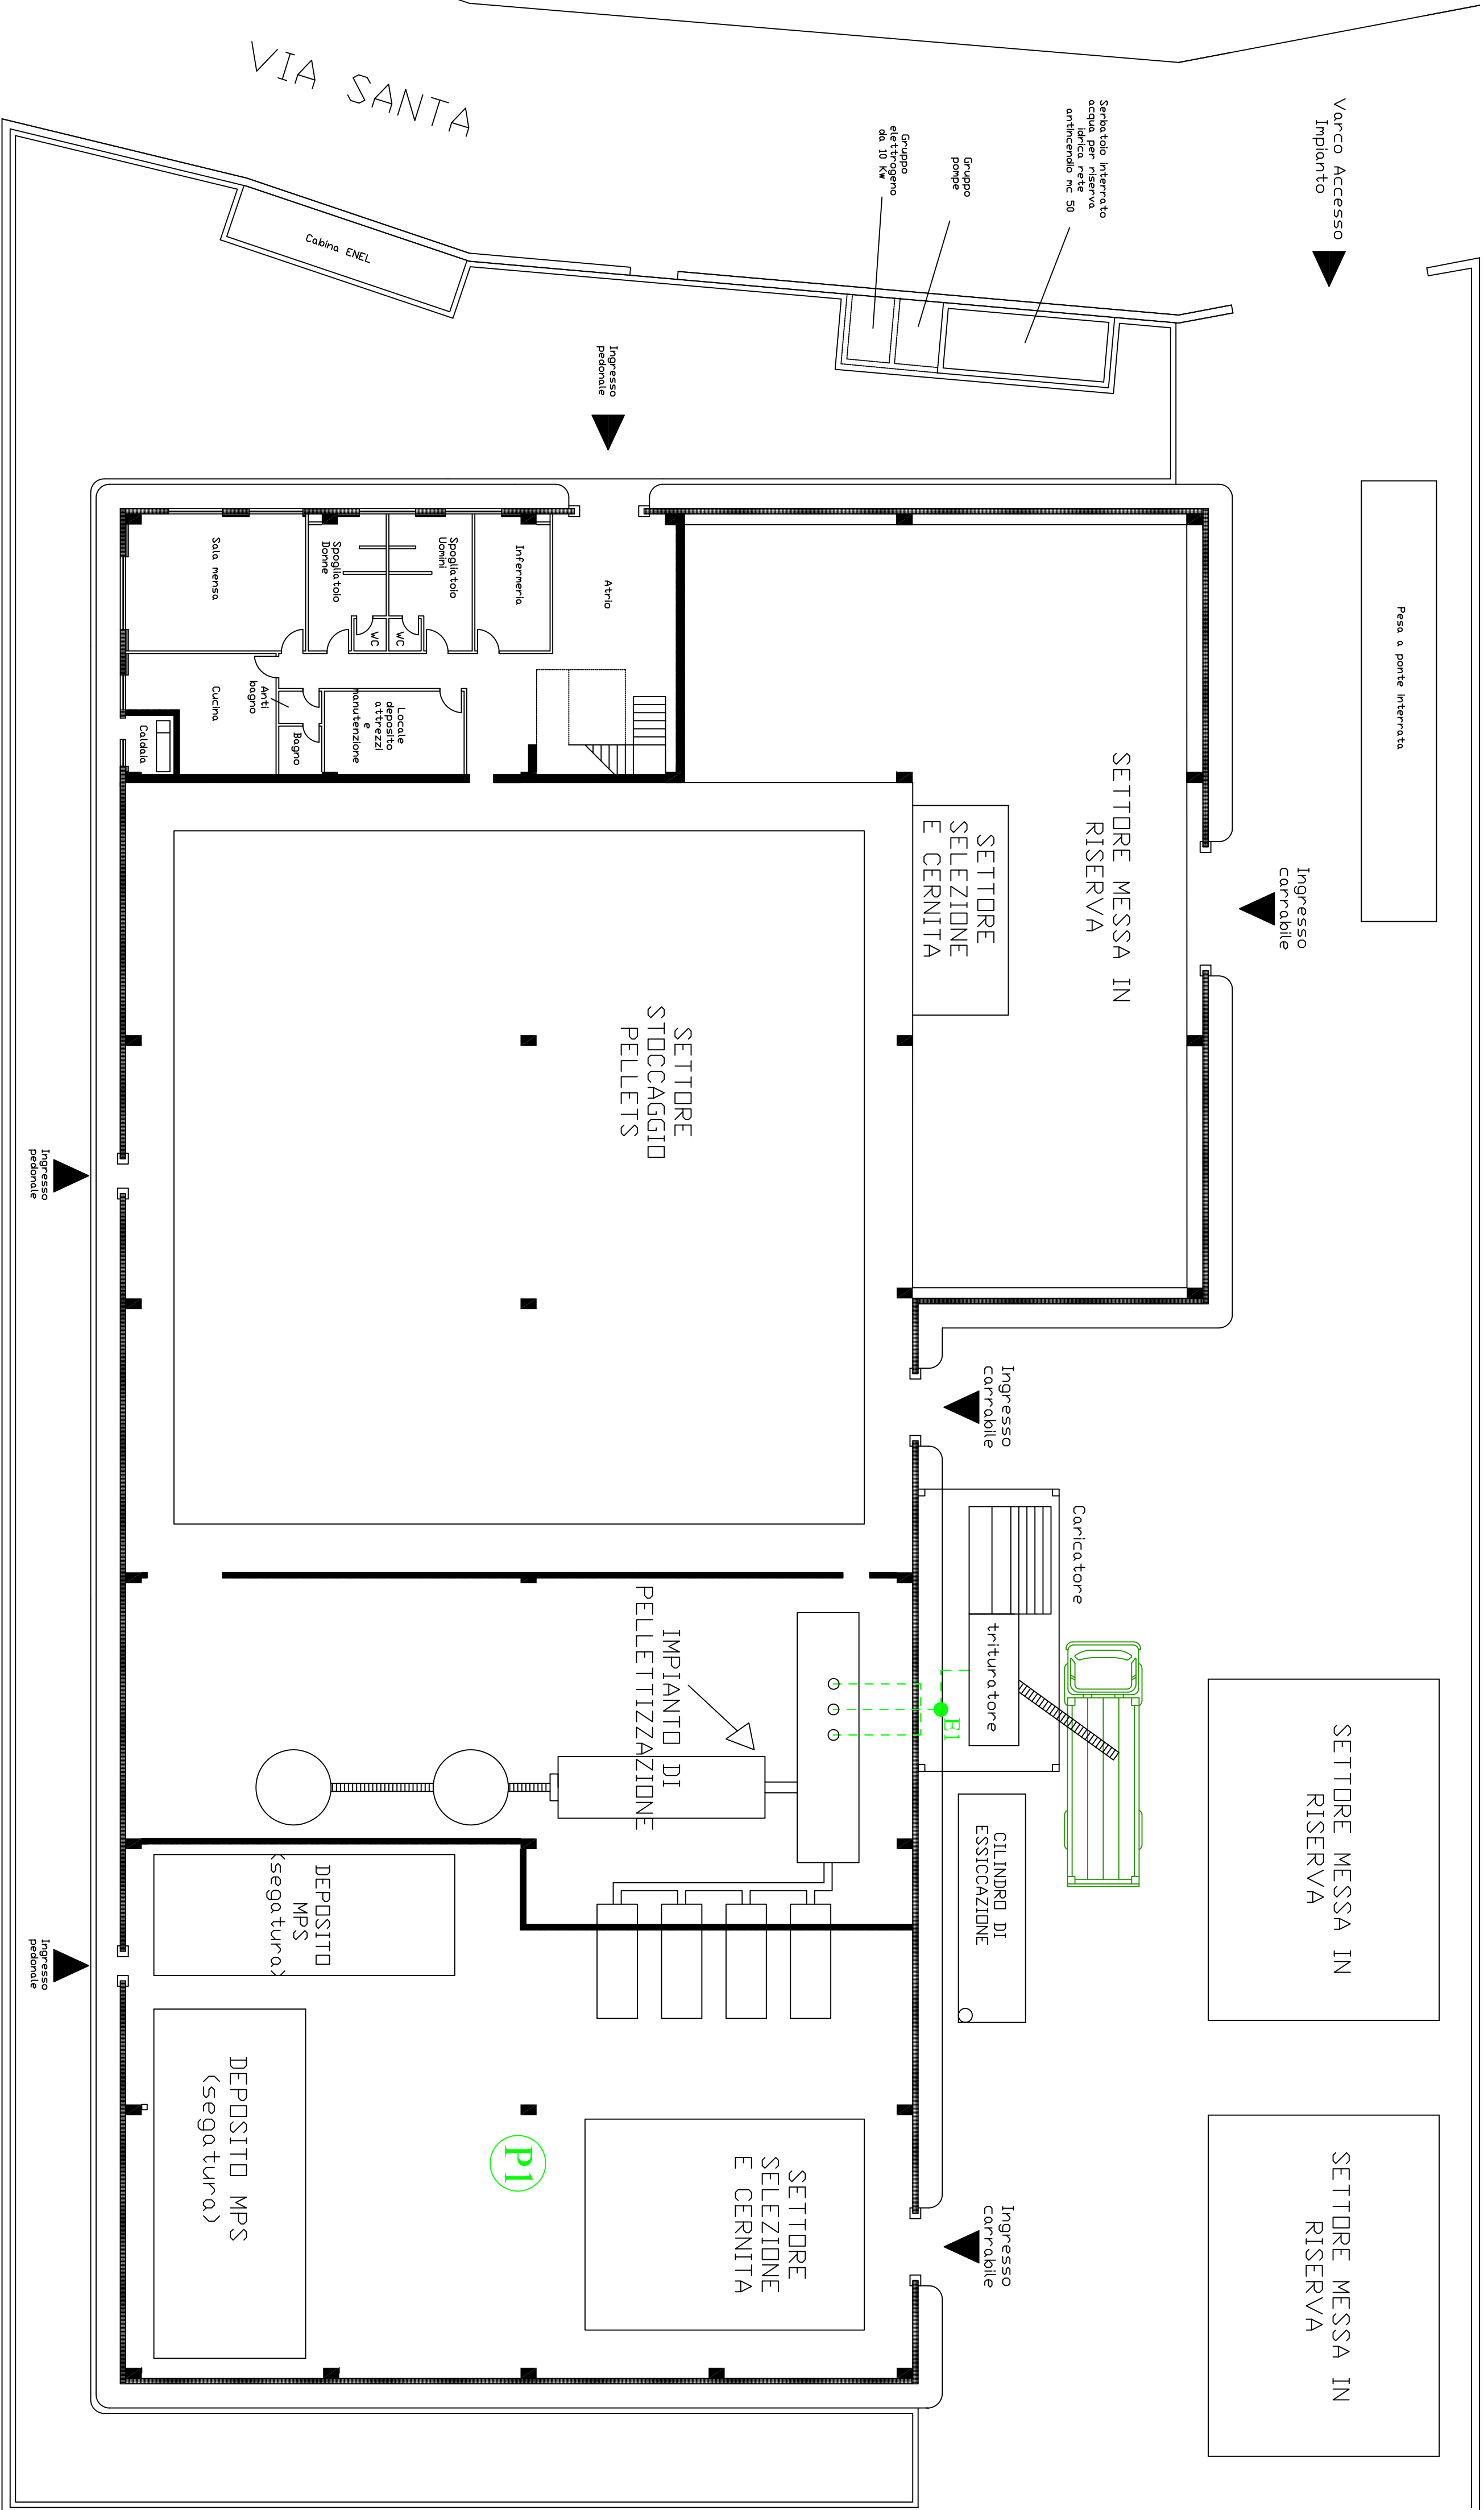 VIA SANTA
Varco Accesso
Impianto
Serbatoio interrato
acqua per riserva
idrica rete
antincendio mc 50
Gruppo
pompe
Gruppo
elettrogeno
da 10 Kw
Cabina ENEL
Ingresso
pedonale
Pesa a ponte interrata
Sala mensa
Spogliatoio
Donne
Spogliatoio
Uomini
Infermeria
Atrio
WC
WC
Cucina
Anti
bagno
Bagno
Caldaia
Locale
deposito
attrezzi
e
manutenzione
SETTORE MESSA IN
RISERVA
SETTORE
SELEZIONE
E CERNITA
Ingresso
carrabile
SETTORE
STOCCAGGIO
PELLETS
Ingresso
pedonale
Ingresso
carrabile
Caricatore
trituratore
E1
IMPIANTO DI
PELLETTIZZAZIONE
CILINDRO DI
ESSICCAZIONE
SETTORE MESSA IN
RISERVA
DEPOSITO
MPS
(segatura)
Ingresso
pedonale
DEPOSITO MPS
(segatura)
P1
SETTORE
SELEZIONE
E CERNITA
Ingresso
carrabile
SETTORE MESSA IN
RISERVA